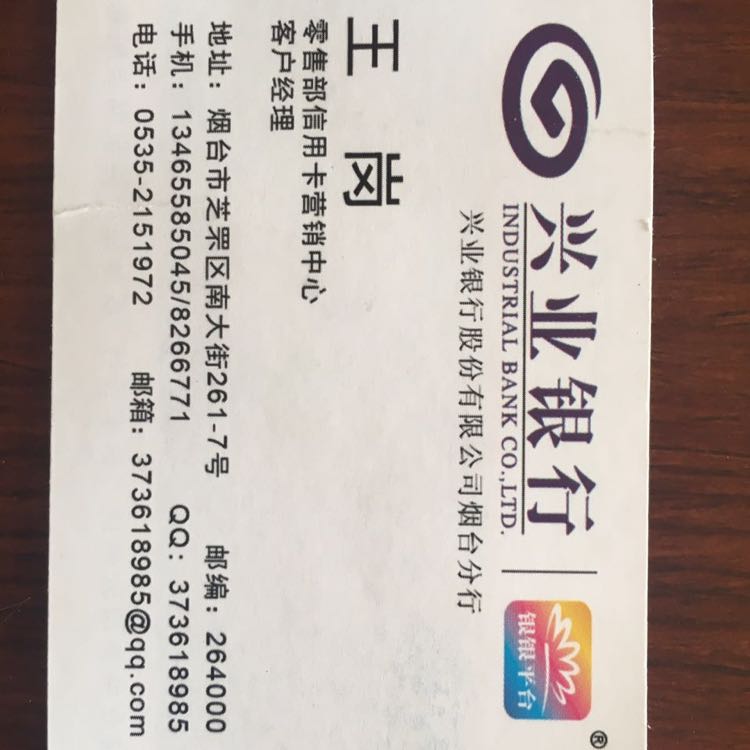 兴业银行
INDUSTRIAL BANK CO.,LTD.
银银平台
®
兴业银行股份有限公司烟台分行
王 岗
零售部信用卡营销中心
客户经理
地址：烟台市芝罘区南大街261-7号 邮编：264000
手机：13465585045/8266771 QQ：373618985
电话：0535-2151972 邮箱：373618985@qq.com